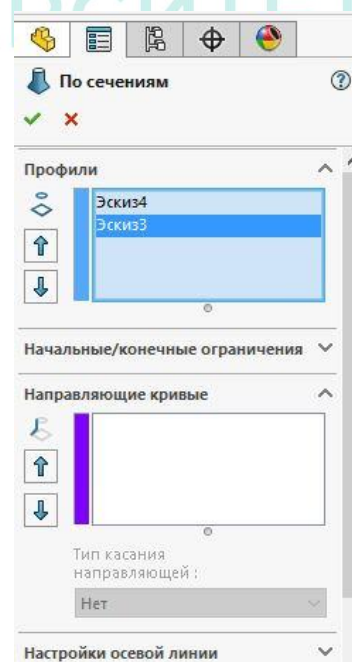 По сечениям
Профили
Эскиз4
Эскиз3
Начальные/конечные ограничения
Направляющие кривые
Тип касания
направляющей :
Нет
Настройки осевой линии